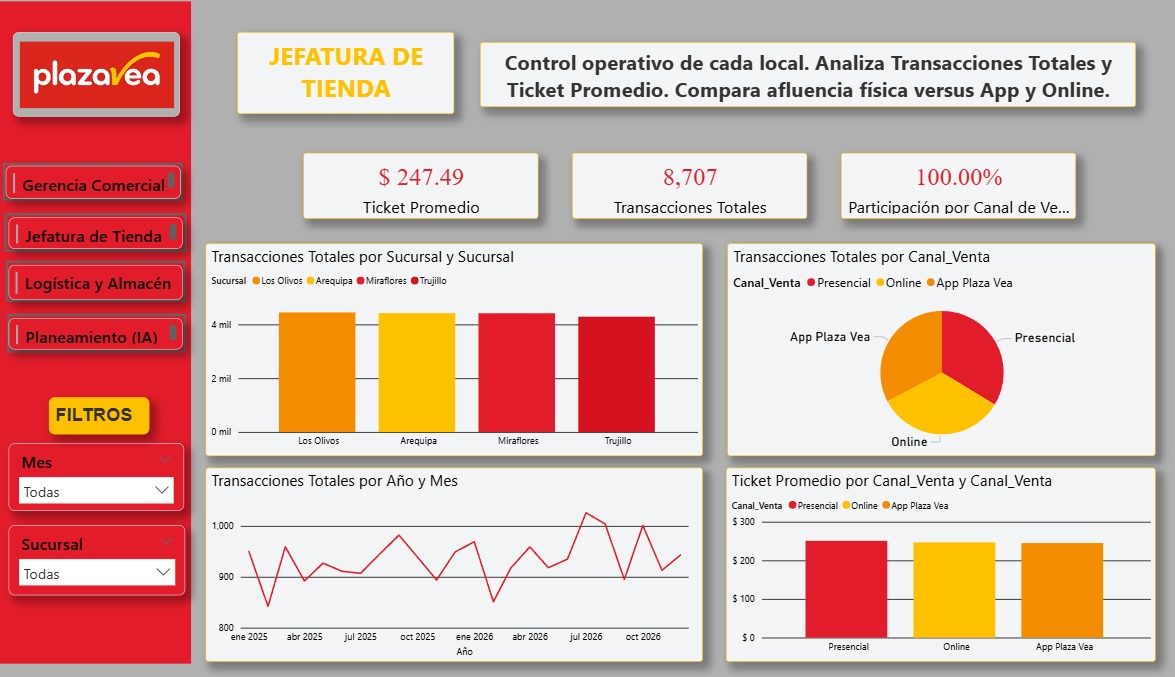 plazavea
JEFATURA DE
TIENDA
Control operativo de cada local. Analiza Transacciones Totales y
Ticket Promedio. Compara afluencia física versus App y Online.
Gerencia Comercial
Jefatura de Tienda
Logística y Almacén
Planeamiento (IA)
FILTROS
Mes
Todas
Sucursal
Todas
$ 247.49
Ticket Promedio
8,707
Transacciones Totales
100.00%
Participación por Canal de Ve...
Transacciones Totales por Sucursal y Sucursal
Sucursal Los Olivos Arequipa Miraflores Trujillo
4 mil
2 mil
0 mil
Los Olivos Arequipa Miraflores Trujillo
Transacciones Totales por Canal_Venta
Canal_Venta Presencial Online App Plaza Vea
App Plaza Vea
Presencial
Online
Transacciones Totales por Año y Mes
1,000
900
800
ene 2025 abr 2025 jul 2025 oct 2025 ene 2026 abr 2026 jul 2026 oct 2026
Año
Ticket Promedio por Canal_Venta y Canal_Venta
Canal_Venta Presencial Online App Plaza Vea
$ 300
$ 200
$ 100
$ 0
Presencial Online App Plaza Vea